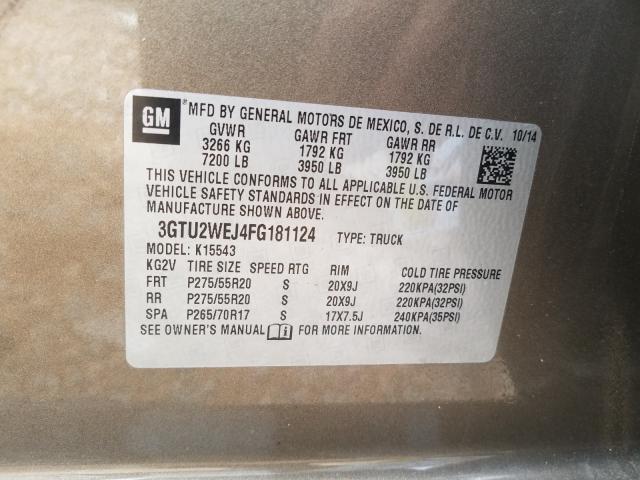 GM
® MFD BY GENERAL MOTORS DE MEXICO, S. DE R.L. DE C.V. 10/14
GVWR GAWR FRT GAWR RR
3266 KG 1792 KG 1792 KG
7200 LB 3950 LB 3950 LB
THIS VEHICLE CONFORMS TO ALL APPLICABLE U.S. FEDERAL MOTOR
VEHICLE SAFETY STANDARDS IN EFFECT ON THE DATE OF
MANUFACTURE SHOWN ABOVE.
3GTU2WEJ4FG181124 TYPE: TRUCK
MODEL: K15543
KG2V TIRE SIZE SPEED RTG RIM COLD TIRE PRESSURE
FRT P275/55R20 S 20X9J 220KPA(32PSI)
RR P275/55R20 S 20X9J 220KPA(32PSI)
SPA P265/70R17 S 17X7.5J 240KPA(35PSI)
SEE OWNER'S MANUAL FOR MORE INFORMATION.